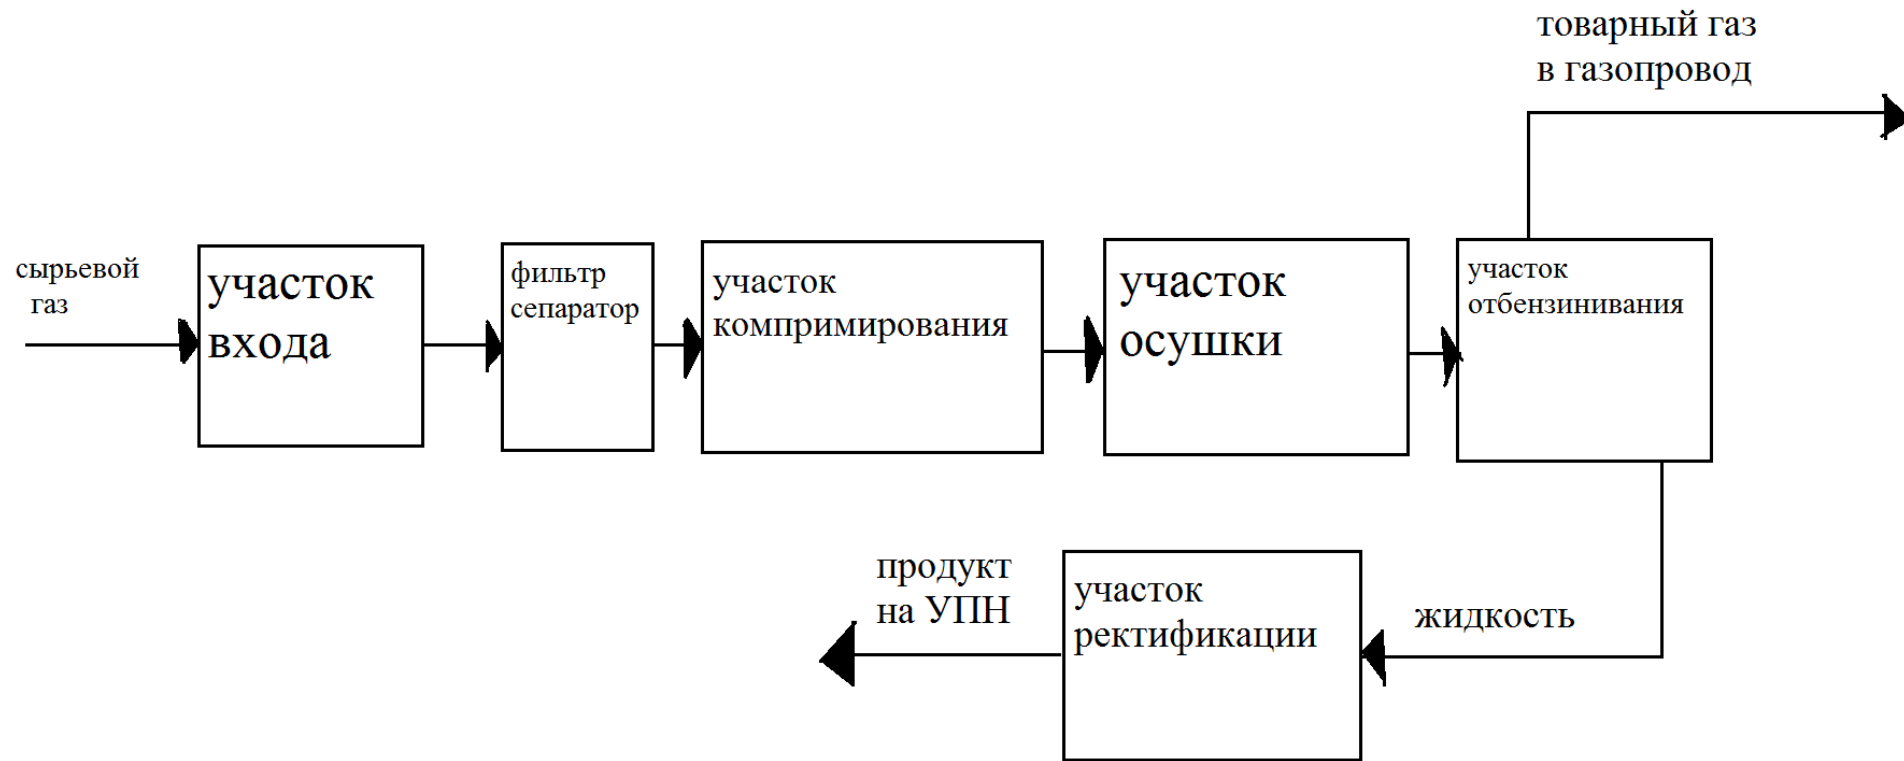 товарный газ
в газопровод
сырьевой
газ
участок
входа
фильтр
сепаратор
участок
компримирования
участок
осушки
участок
отбензинивания
продукт
на УПН
участок
ректификации
жидкость